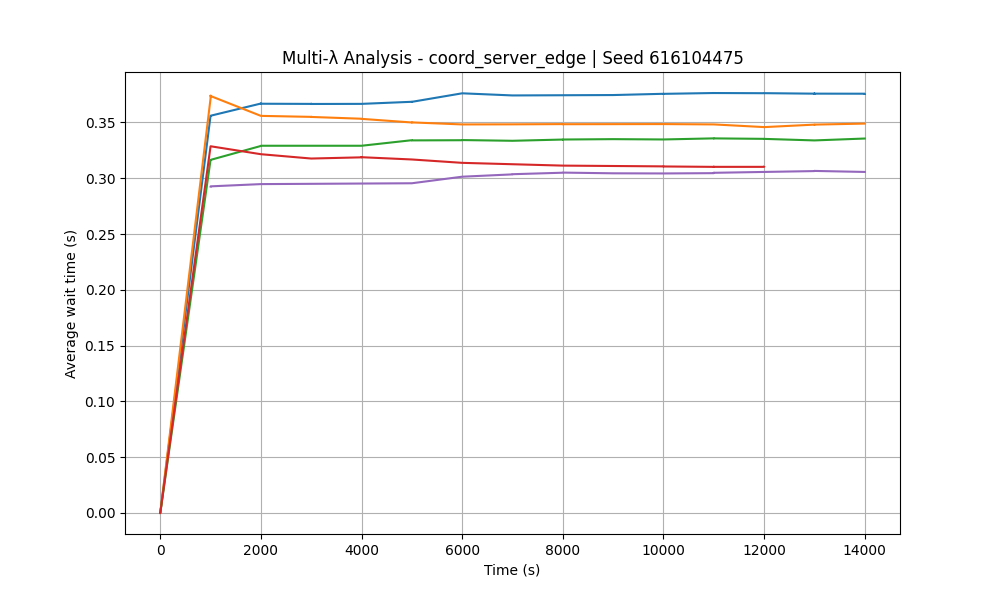 Multi-λ Analysis - coord_server_edge | Seed 616104475
Average wait time (s)
0.35
0.30
0.25
0.20
0.15
0.10
0.05
0.00
0 2000 4000 6000 8000 10000 12000 14000
Time (s)